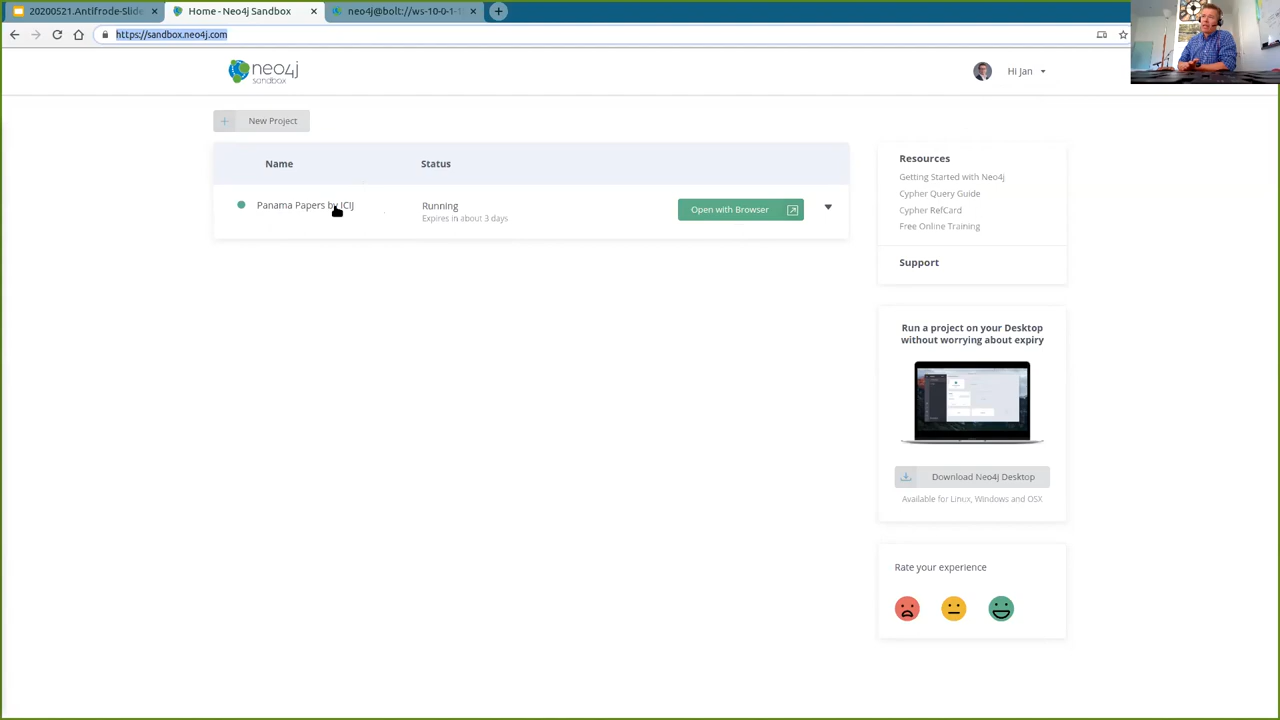 20200521.Antifrode-Slide
Home - Neo4j Sandbox
neo4j@bolt://ws-10-0-1-1
https://sandbox.neo4j.com
neo4j
sandbox
Hi Jan
New Project
Name
Status
Panama Papers by ICIJ
Running
Expires in about 3 days
Open with Browser
Resources
Getting Started with Neo4j
Cypher Query Guide
Cypher RefCard
Free Online Training
Support
Run a project on your Desktop
without worrying about expiry
Download Neo4j Desktop
Available for Linux, Windows and OSX
Rate your experience